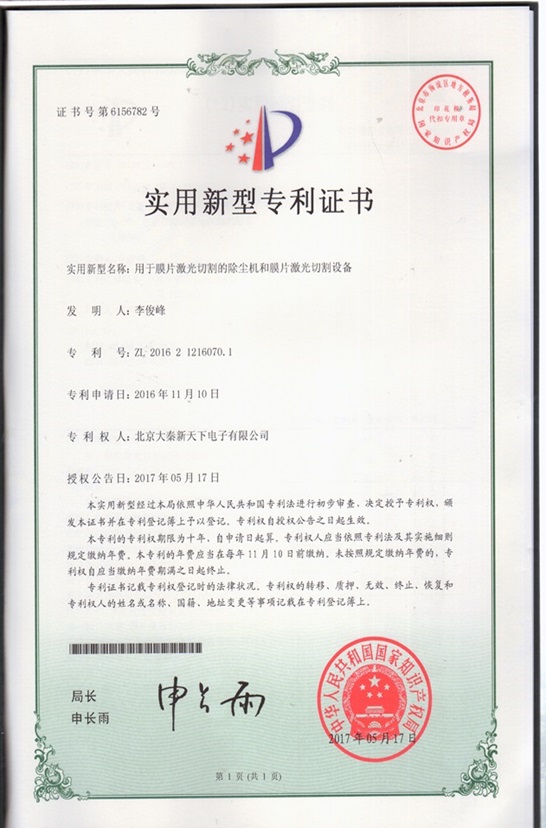 证书号第6156782号
印花税
代扣专用章
国家知识产权局
实用新型专利证书
实用新型名称：用于膜片激光切割的除尘机和膜片激光切割设备
发 明 人：李俊峰
专 利 号：ZL 2016 2 1216070.1
专利申请日：2016年11月10日
专 利 权 人：北京大秦新天下电子有限公司
授权公告日：2017年05月17日
本实用新型经过本局依照中华人民共和国专利法进行初步审查，决定授予专利权，颁
发本证书并在专利登记簿上予以登记。专利权自授权公告之日起生效。
本专利的专利权期限为十年，自申请日起算。专利权人应当依照专利法及其实施细则
规定缴纳年费。本专利的年费应当在每年11月10日前缴纳。未按照规定缴纳年费的，专
利权自应当缴纳年费期满之日起终止。
专利证书记载专利权登记时的法律状况。专利权的转移、质押、无效、终止、恢复和
专利权人的姓名或名称、国籍、地址变更等事项记载在专利登记簿上。
局长
申长雨
申长雨
中华人民共和国国家知识产权局
2017年05月17日
第1页（共1页）